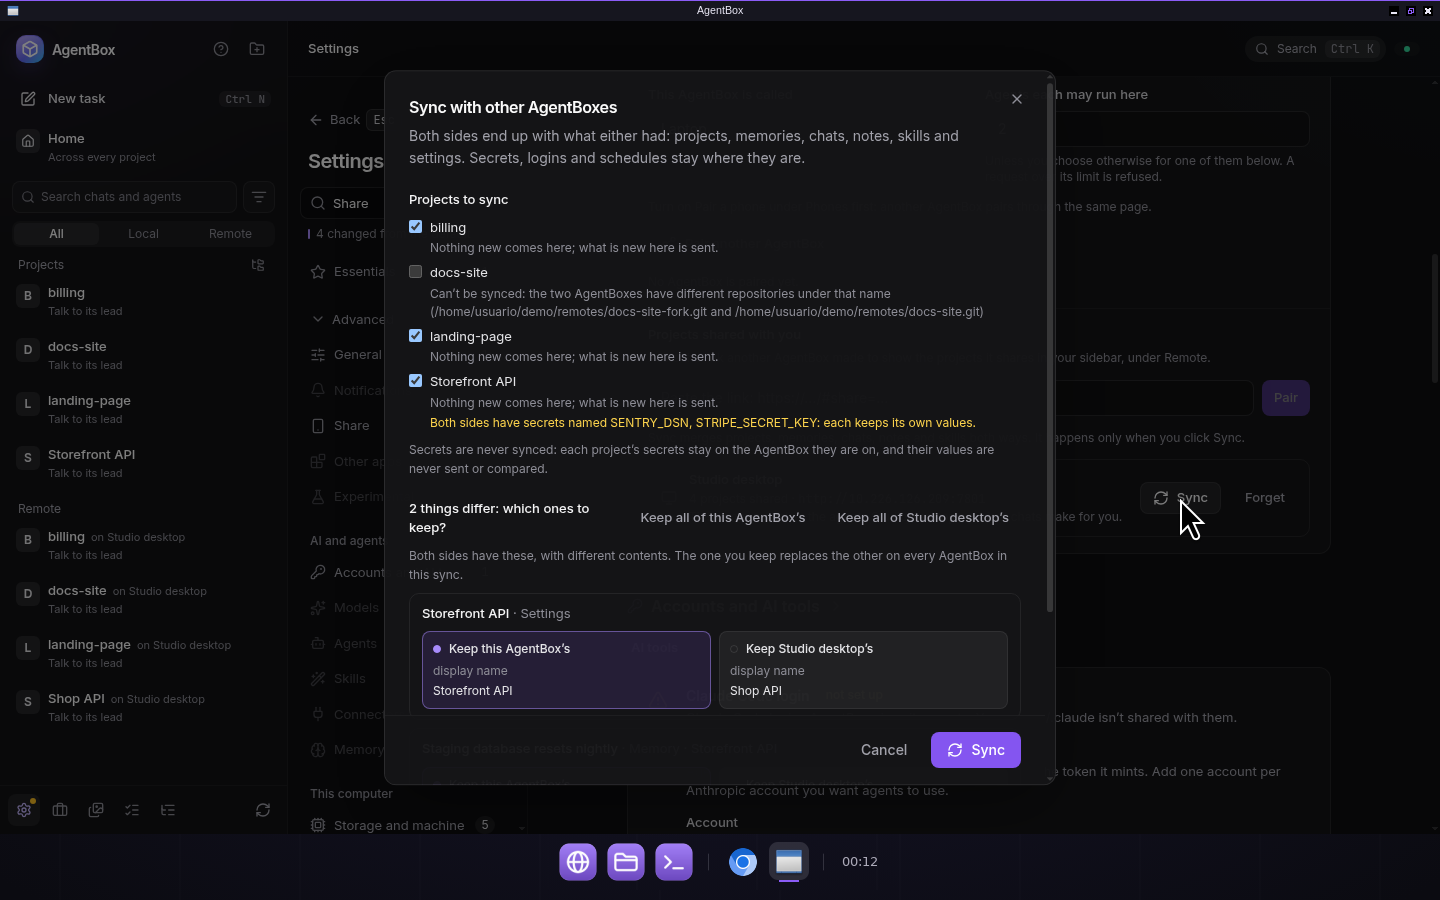 AgentBox
AgentBox
New task
Ctrl N
Home
Across every project
Search chats and agents
All
Local
Remote
Projects
B
billing
Talk to its lead
D
docs-site
Talk to its lead
L
landing-page
Talk to its lead
S
Storefront API
Talk to its lead
Remote
B
billing on Studio desktop
Talk to its lead
D
docs-site on Studio desktop
Talk to its lead
L
landing-page on Studio desktop
Talk to its lead
S
Shop API on Studio desktop
Talk to its lead
Settings
Search
Ctrl K
Back
Es
Settings
Share
4 changed f
Essentia
Advance
General
Notificat
Share
Other ap
Experim
AI and agents
Account
Models
Agents
Skills
Connect
Memory
This computer
Storage and machine
5
Sync with other AgentBoxes
Both sides end up with what either had: projects, memories, chats, notes, skills and
settings. Secrets, logins and schedules stay where they are.
Projects to sync
billing
Nothing new comes here; what is new here is sent.
docs-site
Can’t be synced: the two AgentBoxes have different repositories under that name
(/home/usuario/demo/remotes/docs-site-fork.git and /home/usuario/demo/remotes/docs-site.git)
landing-page
Nothing new comes here; what is new here is sent.
Storefront API
Nothing new comes here; what is new here is sent.
Both sides have secrets named SENTRY_DSN, STRIPE_SECRET_KEY: each keeps its own values.
Secrets are never synced: each project’s secrets stay on the AgentBox they are on, and their values are
never sent or compared.
2 things differ: which ones to
keep?
Keep all of this AgentBox’s
Keep all of Studio desktop’s
Both sides have these, with different contents. The one you keep replaces the other on every AgentBox in
this sync.
Storefront API · Settings
Keep this AgentBox’s
display name
Storefront API
Keep Studio desktop’s
display name
Shop API
Staging database resets nightly
Cancel
Sync
h may run here
choose otherwise for one of them below. A
its limit is refused.
n the same page.
our sidebar, under Remote.
Pair
appens only when you click Sync.
Sync
Forget
ake for you.
Accounts and AI tools
claude isn’t shared with them.
token it mints. Add one account per
Anthropic account you want agents to use.
Account
00:12